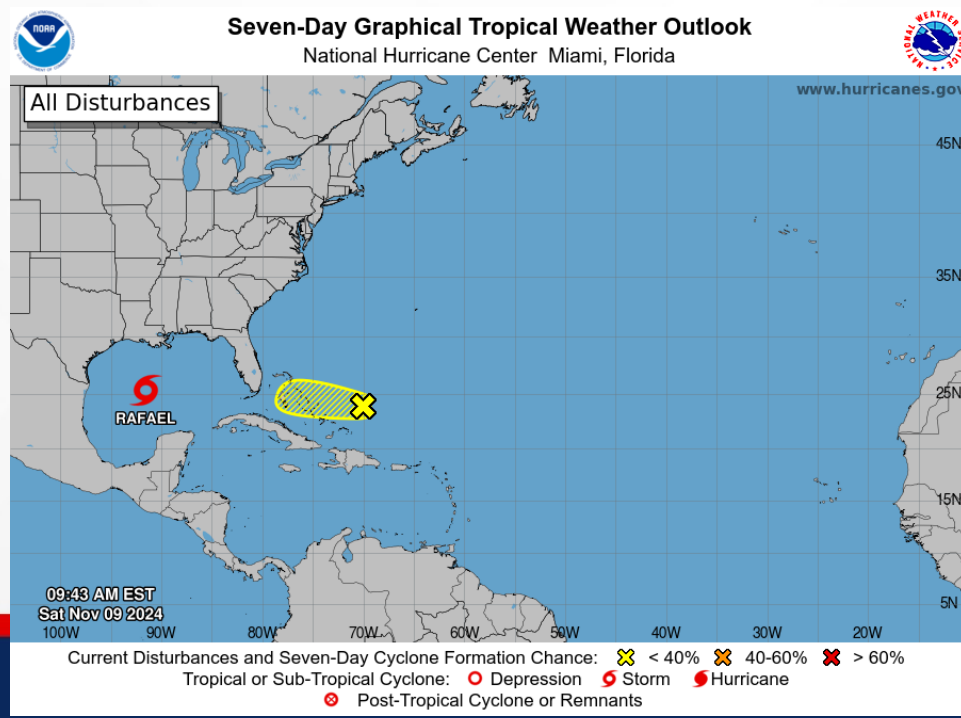 Seven-Day Graphical Tropical Weather Outlook
National Hurricane Center Miami, Florida
NOAA
NATIONAL WEATHER
All Disturbances
www.hurricanes.gov
45N
35N
25N
RAFAEL
15N
09:43 AM EST
Sat Nov 09 2024
5N
100W 90W 80W 70W 60W 50W 40W 30W 20W
Current Disturbances and Seven-Day Cyclone Formation Chance: < 40% 40-60% > 60%
Tropical or Sub-Tropical Cyclone: Depression Storm Hurricane
Post-Tropical Cyclone or Remnants